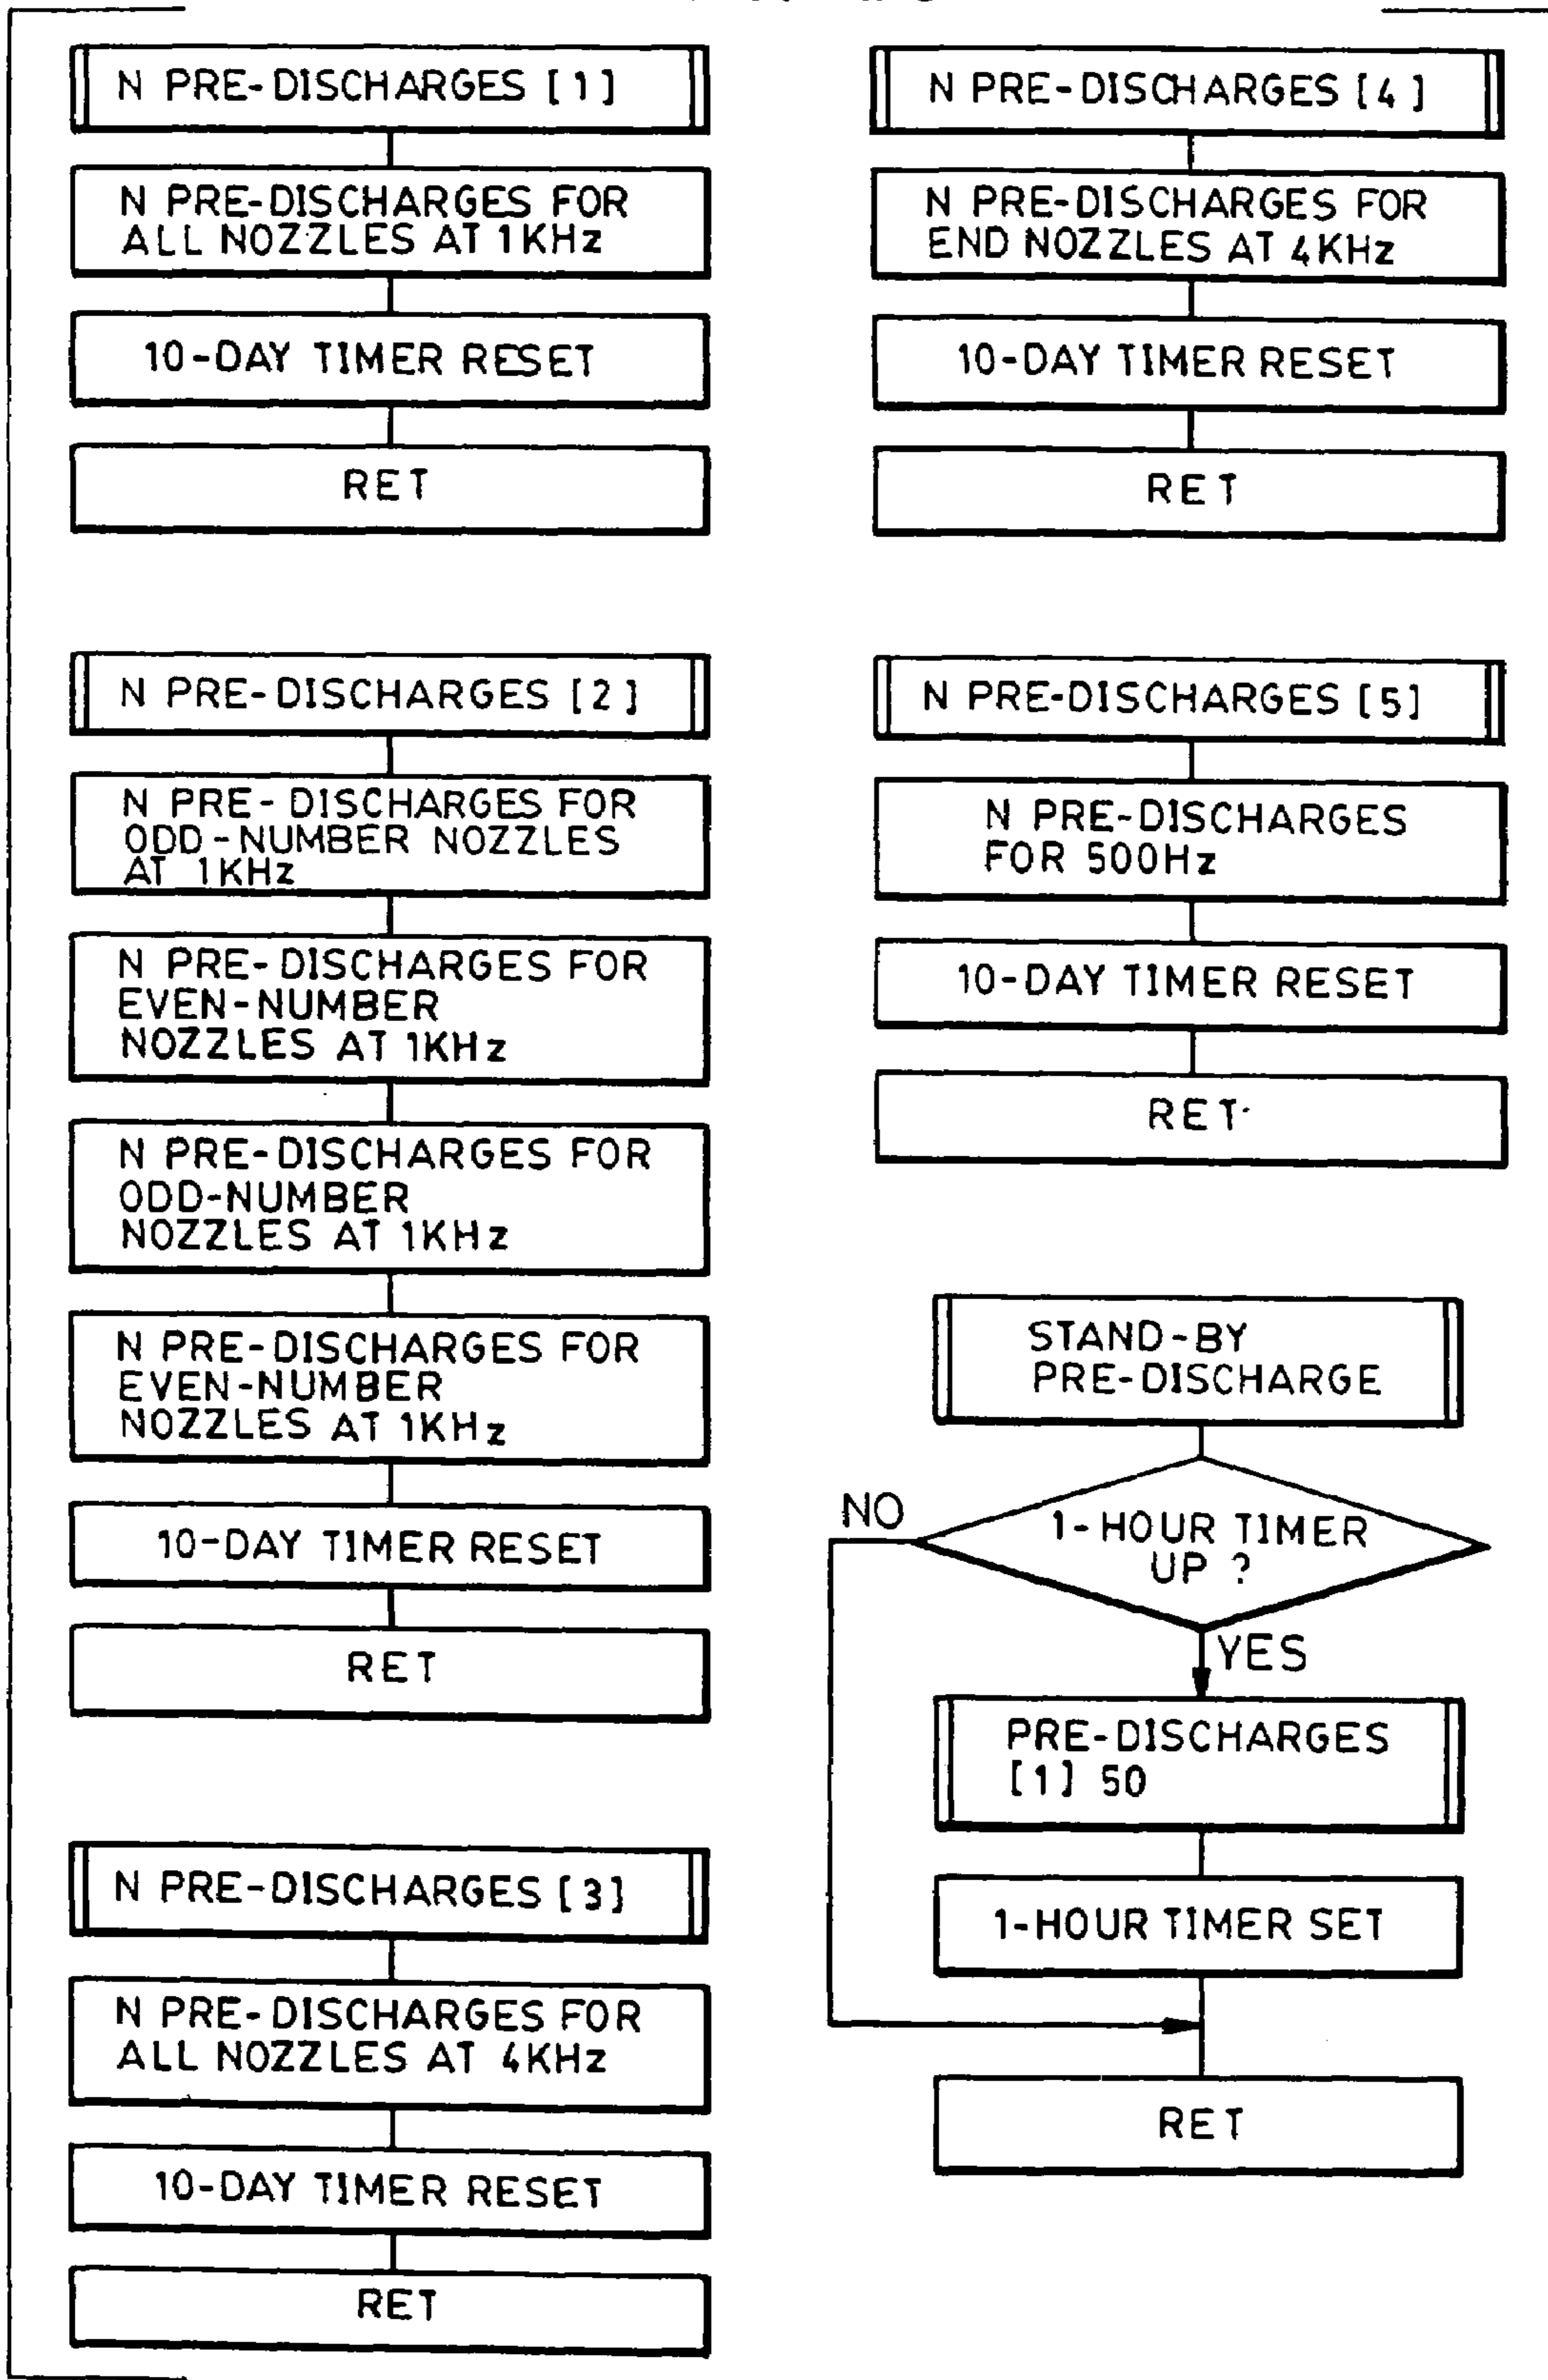 N PRE-DISCHARGES [1]
N PRE-DISCHARGES FOR
ALL NOZZLES AT 1KHz
10-DAY TIMER RESET
RET
N PRE-DISCHARGES [2]
N PRE-DISCHARGES FOR
ODD-NUMBER NOZZLES
AT 1KHz
N PRE-DISCHARGES FOR
EVEN-NUMBER
NOZZLES AT 1KHz
N PRE-DISCHARGES FOR
ODD-NUMBER
NOZZLES AT 1KHz
N PRE-DISCHARGES FOR
EVEN-NUMBER
NOZZLES AT 1KHz
10-DAY TIMER RESET
RET
N PRE-DISCHARGES [3]
N PRE-DISCHARGES FOR
ALL NOZZLES AT 4KHz
10-DAY TIMER RESET
RET
N PRE-DISCHARGES [4]
N PRE-DISCHARGES FOR
END NOZZLES AT 4KHz
10-DAY TIMER RESET
RET
N PRE-DISCHARGES [5]
N PRE-DISCHARGES
FOR 500Hz
10-DAY TIMER RESET
RET
STAND-BY
PRE-DISCHARGE
1-HOUR TIMER
UP ?
NO
YES
PRE-DISCHARGES
[1] 50
1-HOUR TIMER SET
RET